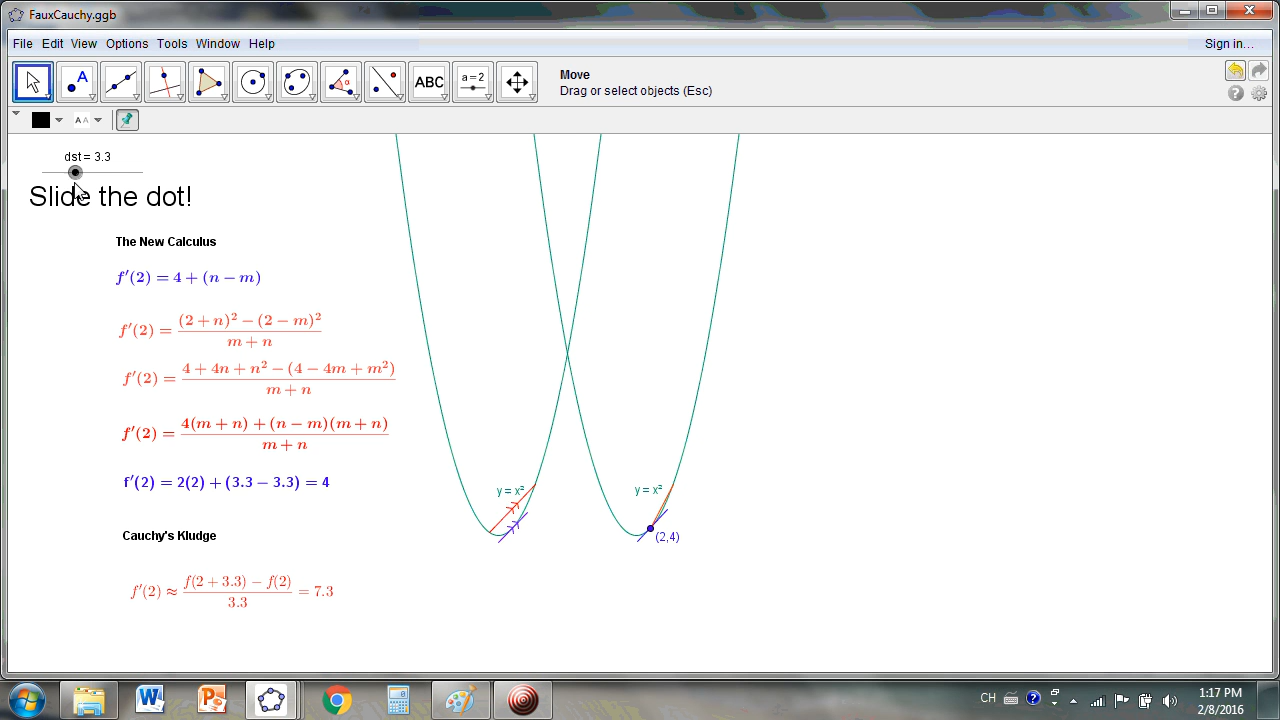 FauxCauchy.ggb
File Edit View Options Tools Window Help Sign in...
A
α
ABC
a=2
Move
Drag or select objects (Esc)
A A
dst = 3.3
Slide the dot!
The New Calculus
f′(2) = 4 + (n − m)
f′(2) = ((2 + n)² − (2 − m)²) / (m + n)
f′(2) = (4 + 4n + n² − (4 − 4m + m²)) / (m + n)
f′(2) = (4(m + n) + (n − m)(m + n)) / (m + n)
f′(2) = 2(2) + (3.3 − 3.3) = 4
y = x²
y = x²
(2,4)
Cauchy's Kludge
f′(2) ≈ (f(2 + 3.3) − f(2)) / 3.3 = 7.3
W P CH ?
1:17 PM
2/8/2016